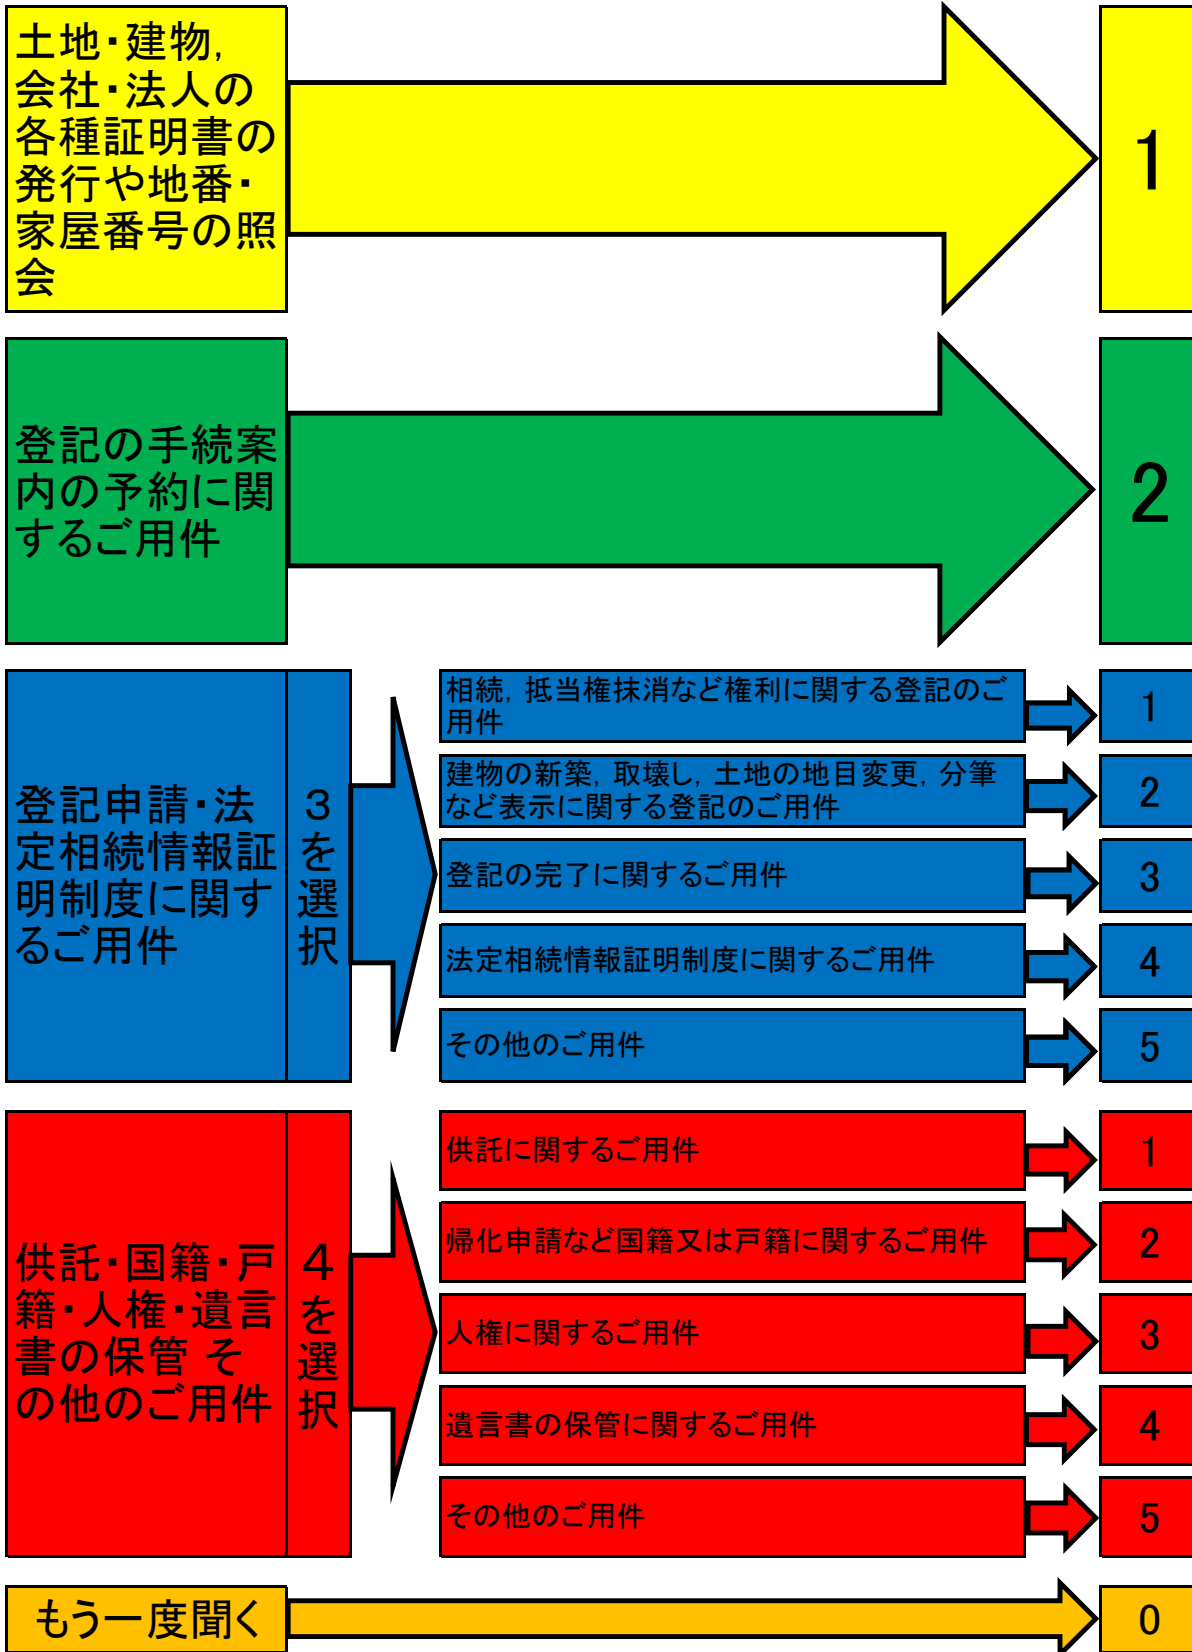 土地・建物,
会社・法人の
各種証明書の
発行や地番・
家屋番号の照
会
1
登記の手続案
内の予約に関
するご用件
2
登記申請・法
定相続情報証
明制度に関す
るご用件
3
を
選
択
相続, 抵当権抹消など権利に関する登記のご
用件
1
建物の新築, 取壊し, 土地の地目変更, 分筆
など表示に関する登記のご用件
2
登記の完了に関するご用件
3
法定相続情報証明制度に関するご用件
4
その他のご用件
5
供託・国籍・戸
籍・人権・遺言
書の保管 そ
の他のご用件
4
を
選
択
供託に関するご用件
1
帰化申請など国籍又は戸籍に関するご用件
2
人権に関するご用件
3
遺言書の保管に関するご用件
4
その他のご用件
5
もう一度聞く
0